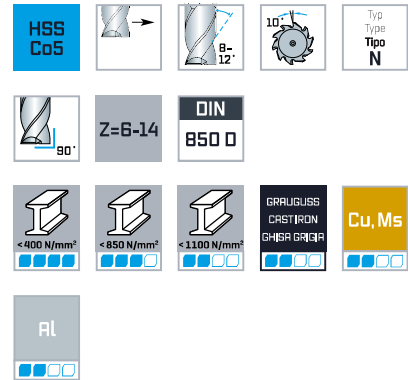 HSS
Co5
8-
12°
10°
Typ
Type
Tipo
N
90°
Z=6-14
DIN
850 D
<400 N/mm²
<850 N/mm²
<1100 N/mm²
GRAUGUSS
CAST IRON
GHISA GRIGIA
Cu, Ms
Al